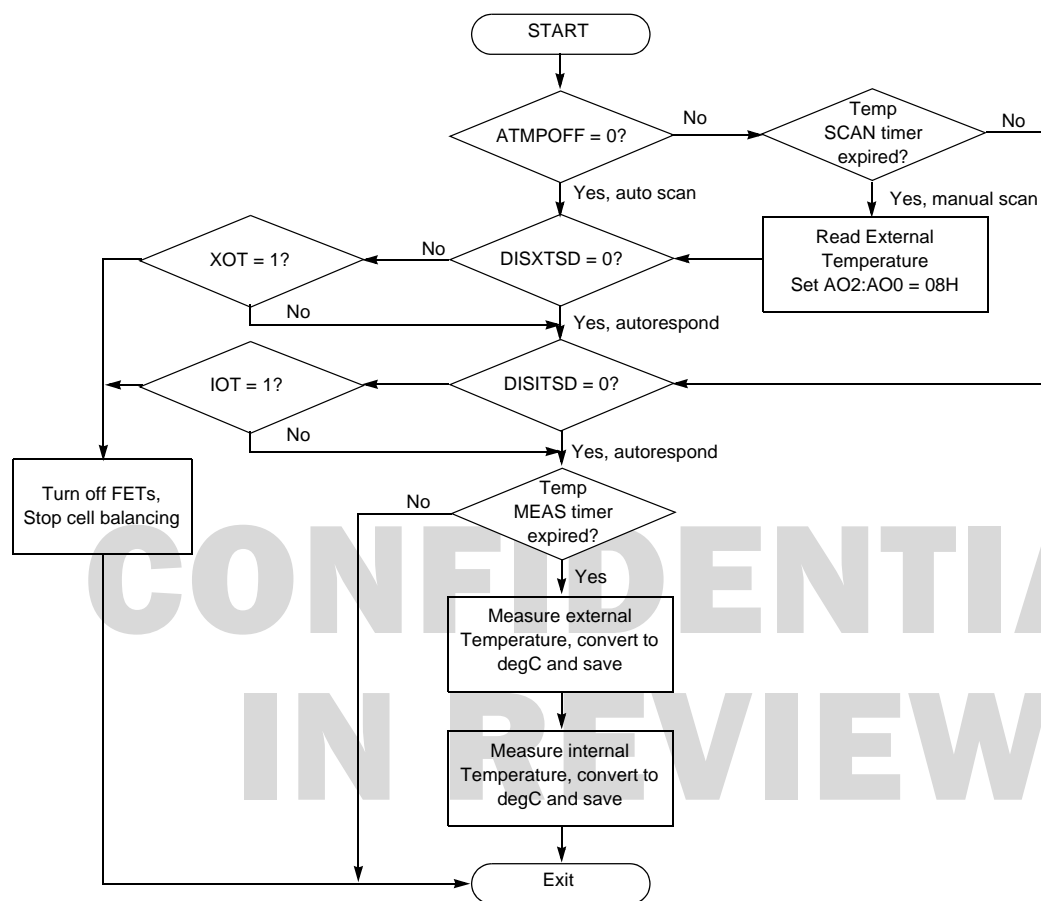 START
ATMPOFF = 0?
No
Temp
SCAN timer
expired?
No
Yes, auto scan
Yes, manual scan
XOT = 1?
No
DISXTSD = 0?
Read External
Temperature
Set AO2:AO0 = 08H
No
Yes, autorespond
IOT = 1?
DISITSD = 0?
No
Yes, autorespond
Turn off FETs,
Stop cell balancing
No
Temp
MEAS timer
expired?
Yes
Measure external
Temperature, convert to
degC and save
Measure internal
Temperature, convert to
degC and save
Exit
CONFIDENTIA
IN REVIEW